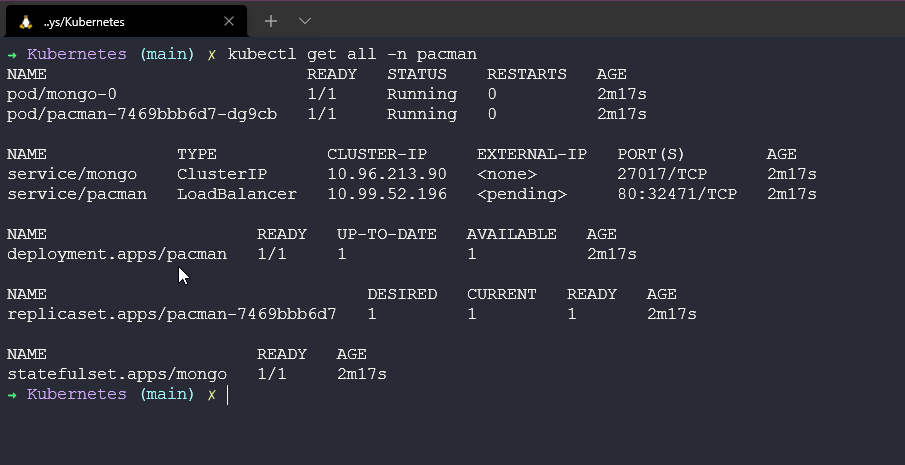 ..ys/Kubernetes
→ Kubernetes (main) ✗ kubectl get all -n pacman
NAME READY STATUS RESTARTS AGE
pod/mongo-0 1/1 Running 0 2m17s
pod/pacman-7469bbb6d7-dg9cb 1/1 Running 0 2m17s
NAME TYPE CLUSTER-IP EXTERNAL-IP PORT(S) AGE
service/mongo ClusterIP 10.96.213.90 <none> 27017/TCP 2m17s
service/pacman LoadBalancer 10.99.52.196 <pending> 80:32471/TCP 2m17s
NAME READY UP-TO-DATE AVAILABLE AGE
deployment.apps/pacman 1/1 1 1 2m17s
NAME DESIRED CURRENT READY AGE
replicaset.apps/pacman-7469bbb6d7 1 1 1 2m17s
NAME READY AGE
statefulset.apps/mongo 1/1 2m17s
→ Kubernetes (main) ✗